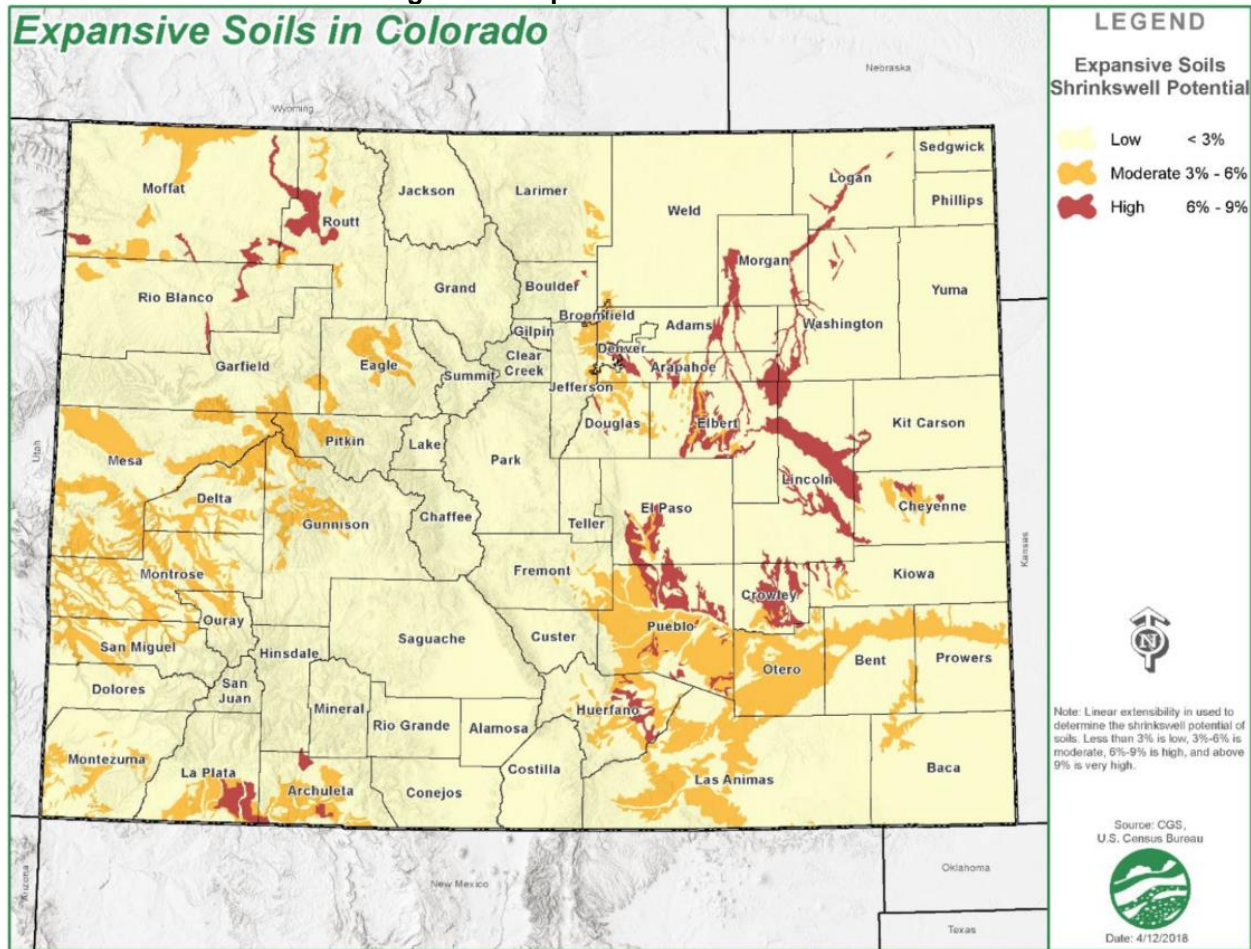 Expansive Soils in Colorado
LEGEND
Expansive Soils
Shrinkswell Potential
Low < 3%
Moderate 3% - 6%
High 6% - 9%
Nebraska
Wyoming
Sedgwick
Logan
Phillips
Moffat
Routt
Jackson
Larimer
Weld
Morgan
Yuma
Rio Blanco
Grand
Boulder
Broomfield
Adams
Washington
Gilpin
Denver
Garfield
Eagle
Summit
Clear
Creek
Arapahoe
Jefferson
Douglas
Elbert
Kit Carson
Utah
Mesa
Pitkin
Lake
Park
Lincoln
Cheyenne
Delta
Gunnison
Chaffee
Teller
El Paso
Kansas
Montrose
Fremont
Crowley
Kiowa
Ouray
Saguache
Custer
Pueblo
San Miguel
Hinsdale
Otero
Bent
Prowers
Dolores
San
Juan
Mineral
Rio Grande
Alamosa
Huerfano
Montezuma
La Plata
Archuleta
Conejos
Costilla
Las Animas
Baca
N
Note: Linear extensibility in used to
determine the shrinkswell potential of
soils. Less than 3% is low, 3%-6% is
moderate, 6%-9% is high, and above
9% is very high.
Source: CGS,
U.S. Census Bureau
Arizona
New Mexico
Oklahoma
Texas
Date: 4/12/2018